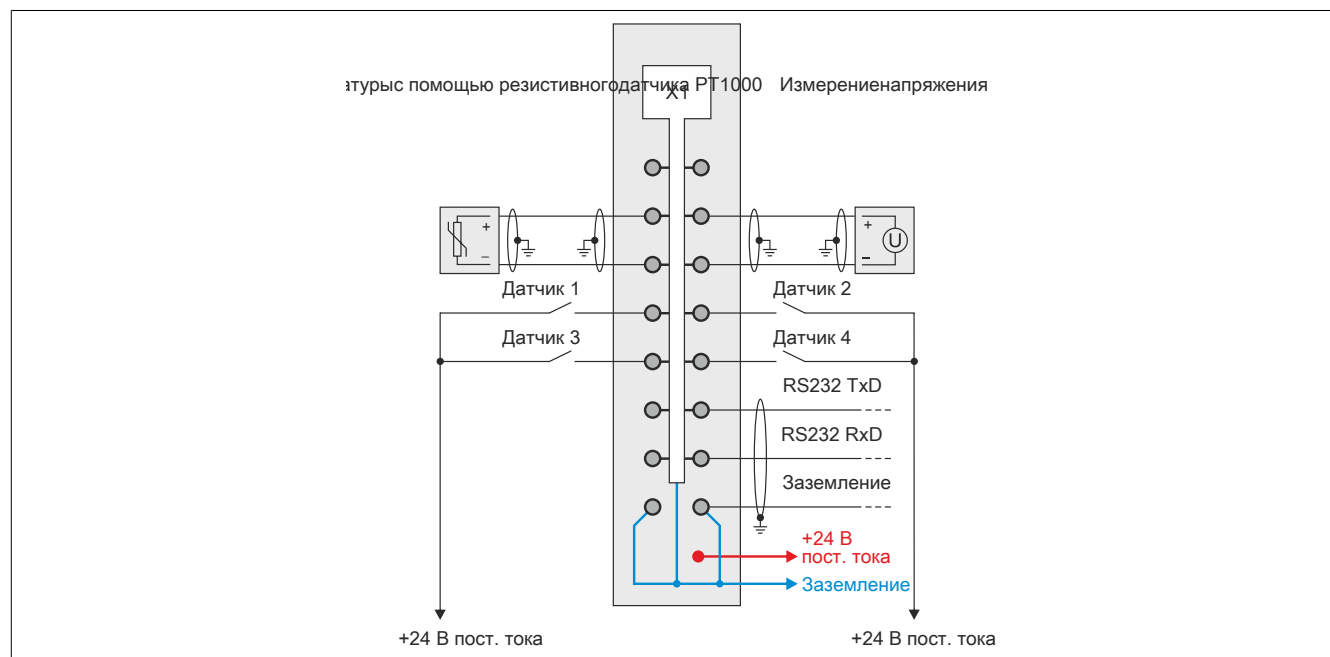 атурыс помощью резистивногодатчика PT1000 Измерениенапряжения
X1
+ +
U
− −
Датчик 1 Датчик 2
Датчик 3 Датчик 4
RS232 TxD
RS232 RxD
Заземление
+24 В
пост. тока
Заземление
+24 В пост. тока +24 В пост. тока